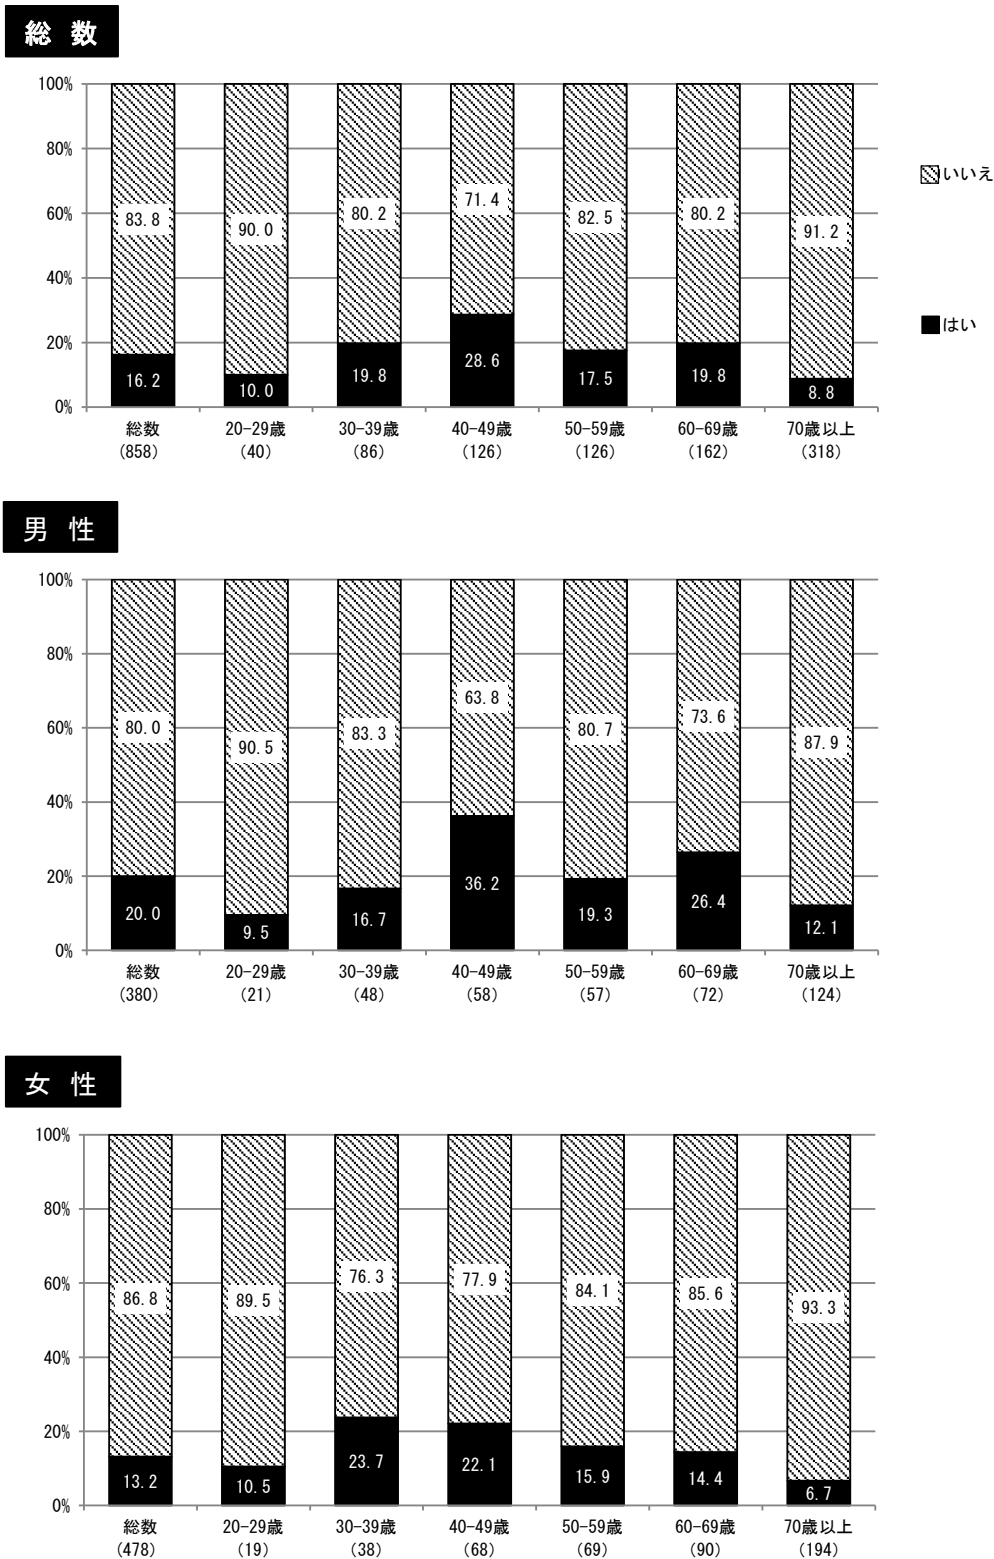 総 数
100%
80%
60%
40%
20%
0%
83.8 90.0 80.2 71.4 82.5 80.2 91.2
16.2 10.0 19.8 28.6 17.5 19.8 8.8
総数 20-29歳 30-39歳 40-49歳 50-59歳 60-69歳 70歳以上
(858) (40) (86) (126) (126) (162) (318)
いいえ
はい
男 性
100%
80%
60%
40%
20%
0%
80.0 90.5 83.3 63.8 80.7 73.6 87.9
20.0 9.5 16.7 36.2 19.3 26.4 12.1
総数 20-29歳 30-39歳 40-49歳 50-59歳 60-69歳 70歳以上
(380) (21) (48) (58) (57) (72) (124)
女 性
100%
80%
60%
40%
20%
0%
86.8 89.5 76.3 77.9 84.1 85.6 93.3
13.2 10.5 23.7 22.1 15.9 14.4 6.7
総数 20-29歳 30-39歳 40-49歳 50-59歳 60-69歳 70歳以上
(478) (19) (38) (68) (69) (90) (194)